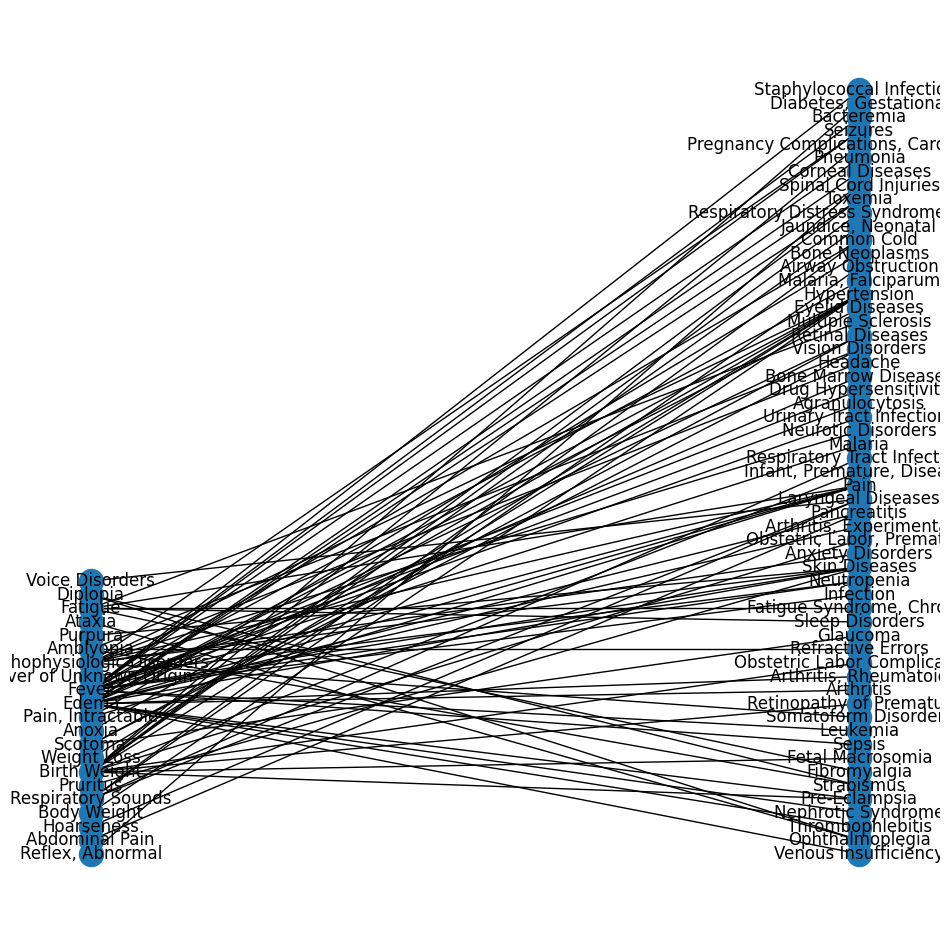 Voice Disorders
Diplopia
Fatigue
Ataxia
Purpura
Amblyopia
hophysiologic Disorders
ver of Unknown Origin
Fever
Edema
Pain, Intractable
Anoxia
Scotoma
Weight Loss
Birth Weight
Pruritus
Respiratory Sounds
Body Weight
Hoarseness
Abdominal Pain
Reflex, Abnormal
Staphylococcal Infectio
Diabetes, Gestationa
Bacteremia
Seizures
Pregnancy Complications, Card
Pneumonia
Corneal Diseases
Spinal Cord Injuries
Toxemia
Respiratory Distress Syndrome
Jaundice, Neonatal
Common Cold
Bone Neoplasms
Airway Obstruction
Malaria, Falciparum
Hypertension
Eyelid Diseases
Multiple Sclerosis
Retinal Diseases
Vision Disorders
Headache
Bone Marrow Disease
Drug Hypersensitivit
Agranulocytosis
Urinary Tract Infection
Neurotic Disorders
Malaria
Respiratory Tract Infect
Infant, Premature, Disea
Pain
Laryngeal Diseases
Pancreatitis
Arthritis, Experimenta
Obstetric Labor, Premat
Anxiety Disorders
Skin Diseases
Neutropenia
Infection
Fatigue Syndrome, Chro
Sleep Disorders
Glaucoma
Refractive Errors
Obstetric Labor Complica
Arthritis, Rheumatoid
Arthritis
Retinopathy of Prematu
Somatoform Disorder
Leukemia
Sepsis
Fetal Macrosomia
Fibromyalgia
Strabismus
Pre-Eclampsia
Nephrotic Syndrome
Thrombophlebitis
Ophthalmoplegia
Venous Insufficiency